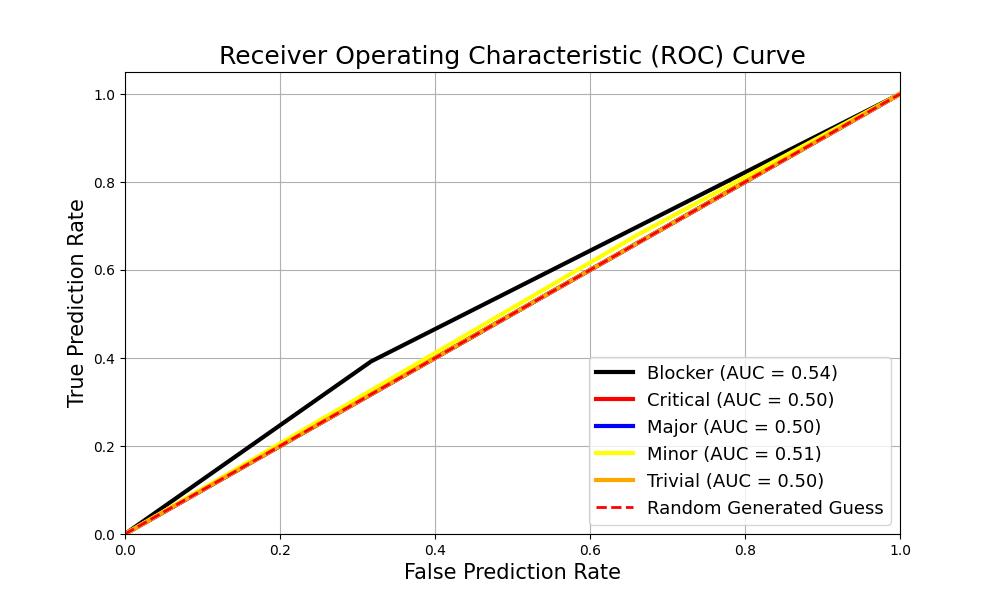 Receiver Operating Characteristic (ROC) Curve
True Prediction Rate
1.0
0.8
0.6
0.4
0.2
0.0
Blocker (AUC = 0.54)
Critical (AUC = 0.50)
Major (AUC = 0.50)
Minor (AUC = 0.51)
Trivial (AUC = 0.50)
Random Generated Guess
0.0 0.2 0.4 0.6 0.8 1.0
False Prediction Rate